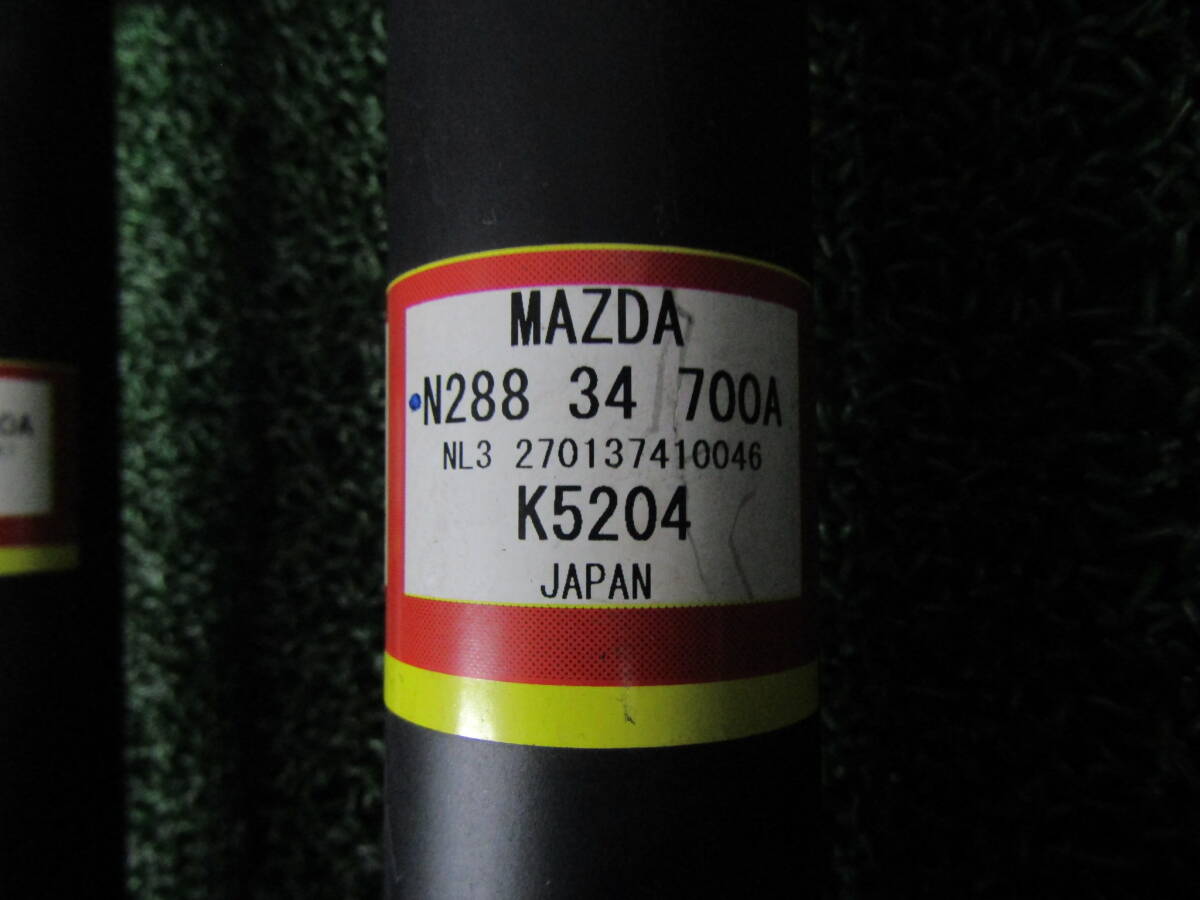 MAZDA
N288 34 700A
NL3 270137410046
K5204
JAPAN